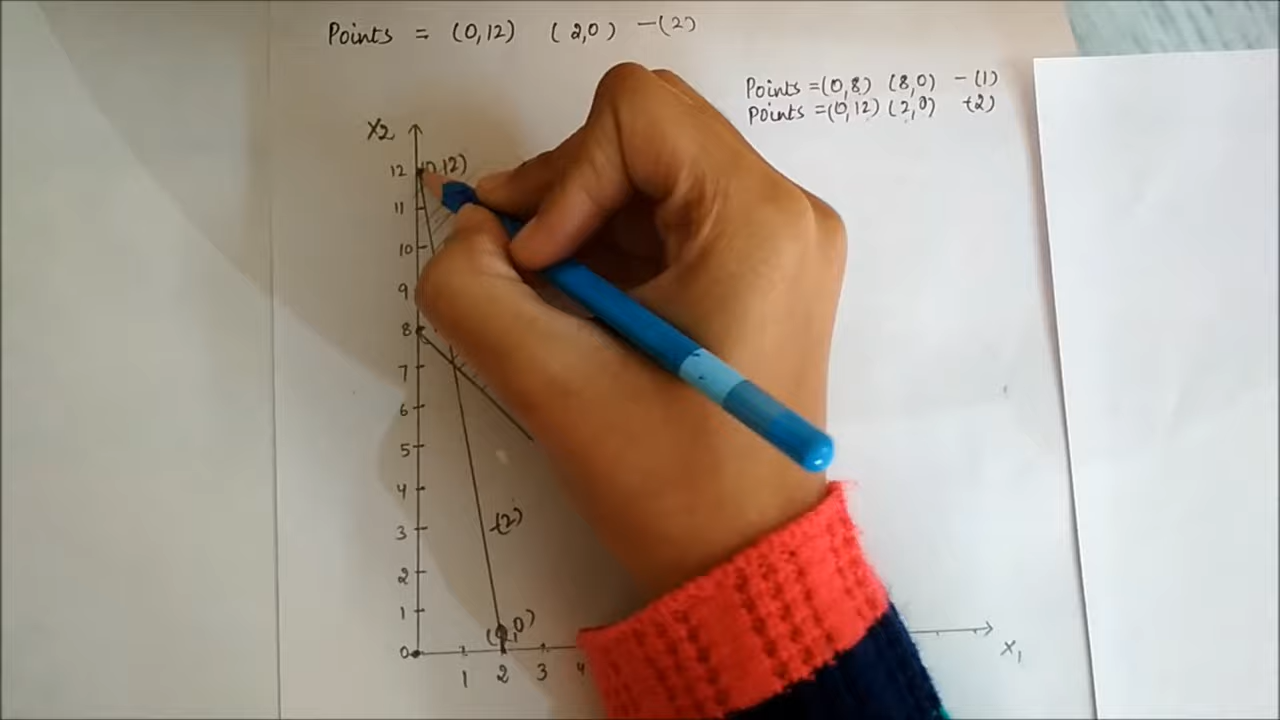 Points = (0,12) (2,0) -(2)
Points =(0,8) (8,0) -(1)
Points =(0,12) (2,0) -(2)
X2
12 (0,12)
11
10
9
8
7
6
5
4
3 -(2)
2
1
0
1 2 3 4
X1